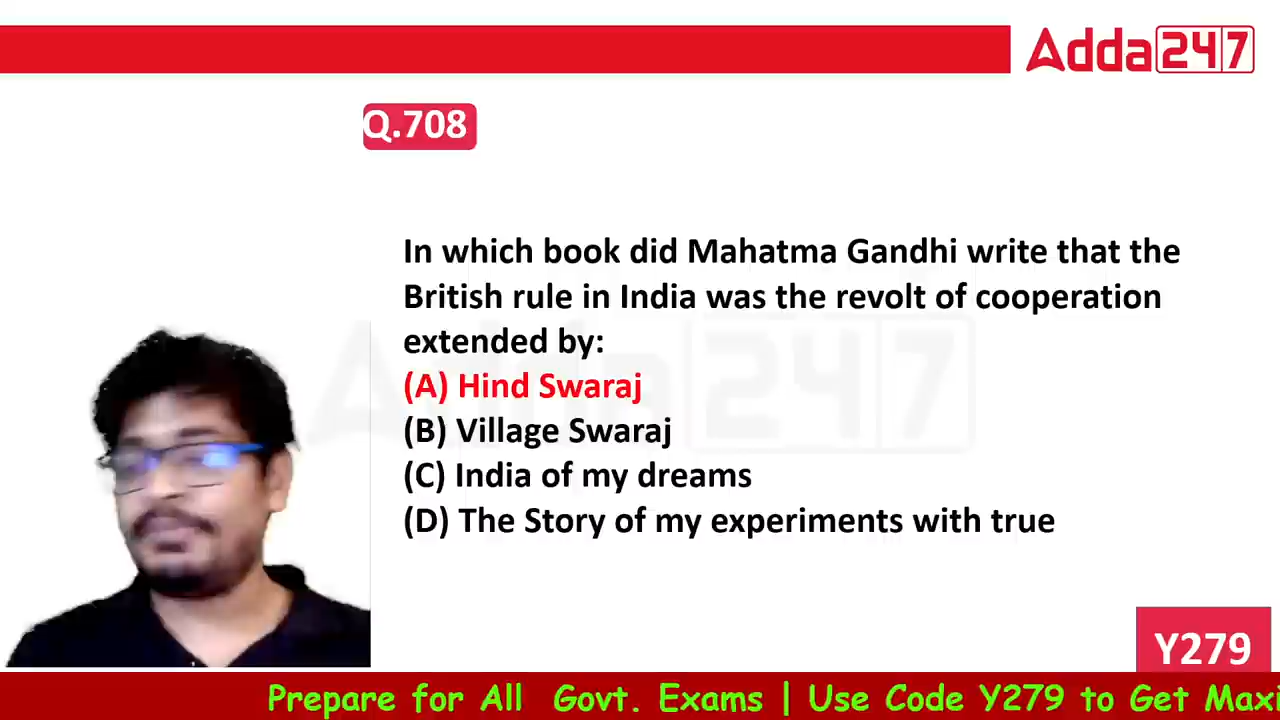 Adda247
Q.708
In which book did Mahatma Gandhi write that the
British rule in India was the revolt of cooperation
extended by:
(A) Hind Swaraj
(B) Village Swaraj
(C) India of my dreams
(D) The Story of my experiments with true
Adda247
Y279
Prepare for All Govt. Exams | Use Code Y279 to Get Maxi